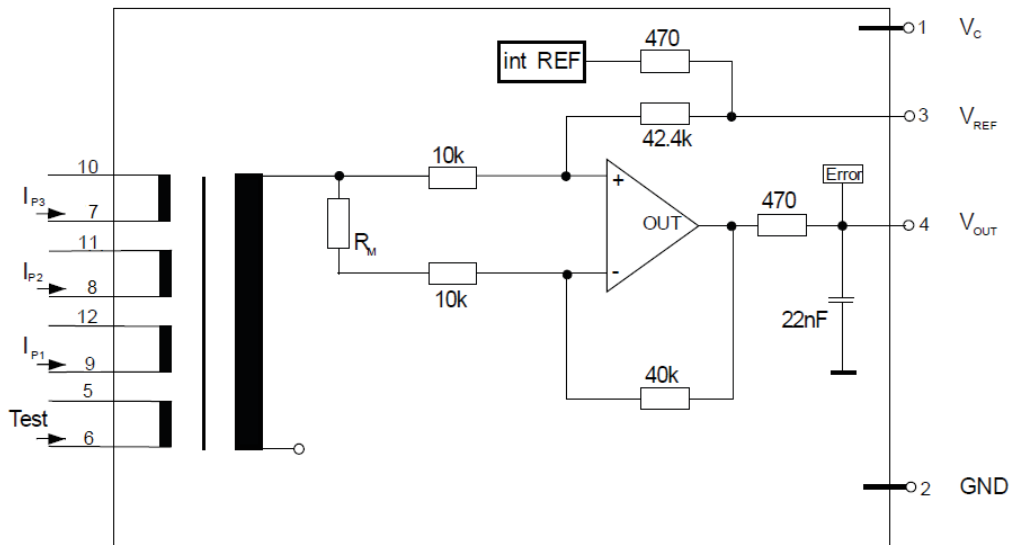 1 V_C
470
int REF
3 V_REF
42.4k
10k
10
I_P3
7
+
OUT
Error
470
4 V_OUT
11
I_P2
8
R_M
-
10k
22nF
12
I_P1
9
40k
5
Test
6
2 GND